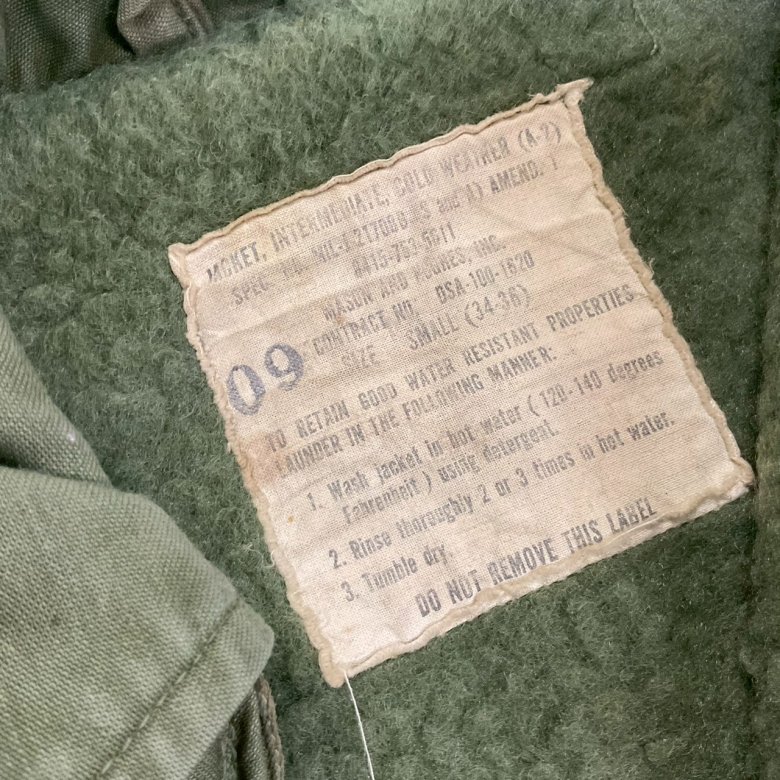 JACKET, INTERMEDIATE, COLD WEATHER (A-2)
SPEC. NO. MIL-J-21708B (S and A) AMEND. 1
8415-753-5611
MASON AND HUGHES, INC.
CONTRACT NO. DSA-100-1620
SIZE SMALL (34-36)
09
TO RETAIN GOOD WATER RESISTANT PROPERTIES
LAUNDER IN THE FOLLOWING MANNER:
1. Wash jacket in hot water (120-140 degrees
Fahrenheit) using detergent.
2. Rinse thoroughly 2 or 3 times in hot water.
3. Tumble dry.
DO NOT REMOVE THIS LABEL